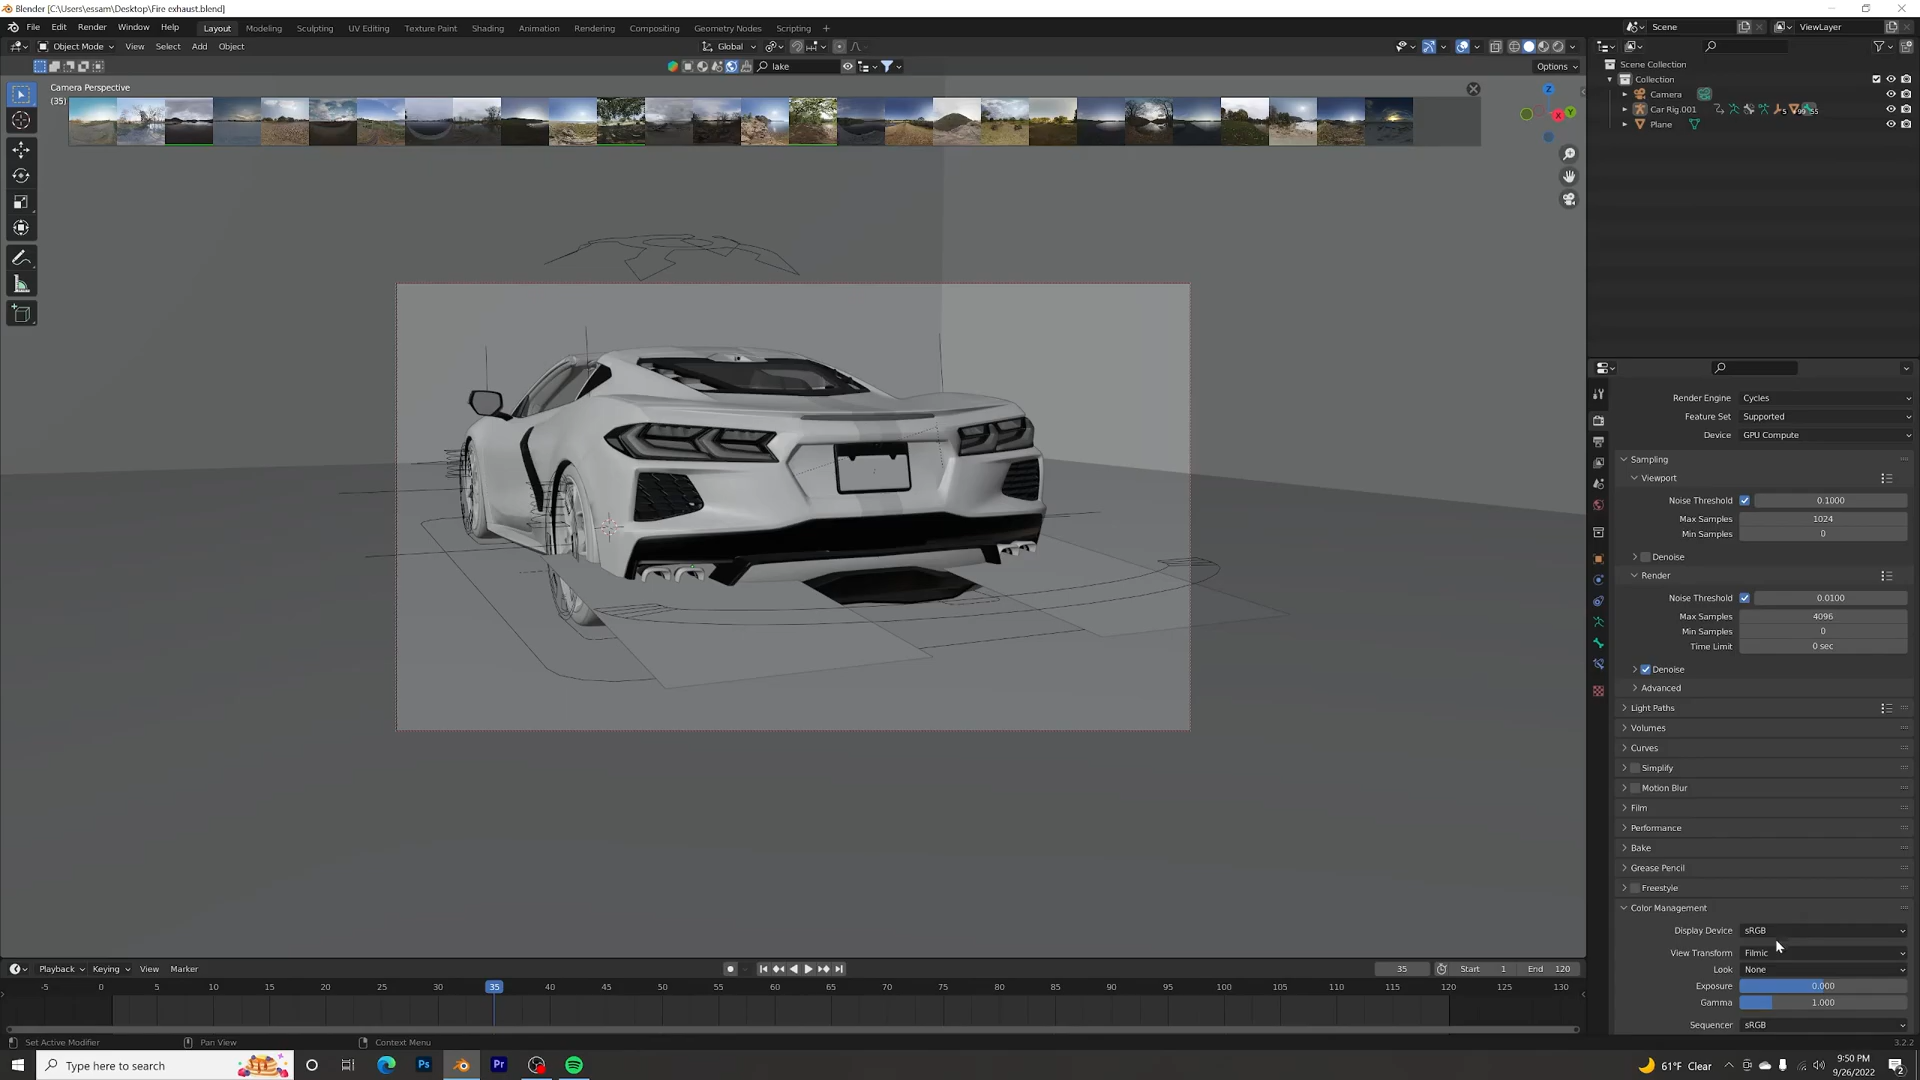 Blender [C:\Users\essam\Desktop\Fire exhaust.blend]
File Edit Render Window Help Layout Modeling Sculpting UV Editing Texture Paint Shading Animation Rendering Compositing Geometry Nodes Scripting + Scene ViewLayer
Object Mode View Select Add Object Global
lake Options
Camera Perspective
(35)
Z
Y
X
Scene Collection
Collection
Camera
Car Rig.001
Plane
Render Engine Cycles
Feature Set Supported
Device GPU Compute
Sampling
Viewport
Noise Threshold 0.1000
Max Samples 1024
Min Samples 0
Denoise
Render
Noise Threshold 0.0100
Max Samples 4096
Min Samples 0
Time Limit 0 sec
Denoise
Advanced
Light Paths
Volumes
Curves
Simplify
Motion Blur
Film
Performance
Bake
Grease Pencil
Freestyle
Color Management
Display Device sRGB
View Transform Filmic
Look None
Exposure 0.000
Gamma 1.000
Sequencer sRGB
Playback Keying View Marker 35 Start 1 End 120
-5 0 5 10 15 20 25 30 35 40 45 50 55 60 65 70 75 80 85 90 95 100 105 110 115 120 125 130
Set Active Modifier Pan View Context Menu 3.2.2
Type here to search Ps Pr 61°F Clear 9:50 PM
9/26/2022 2